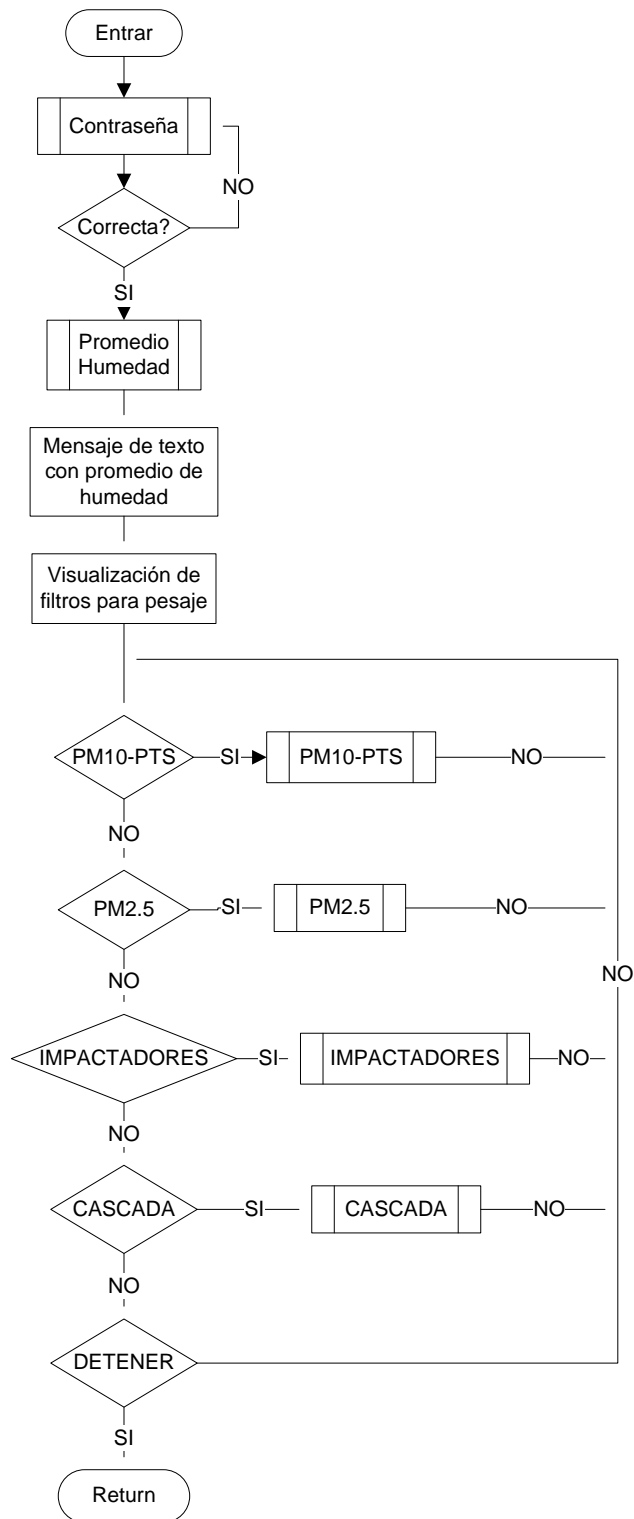 Entrar
Contraseña
NO
Correcta?
SI
Promedio
Humedad
Mensaje de texto
con promedio de
humedad
Visualización de
filtros para pesaje
PM10-PTS
SI
PM10-PTS
NO
NO
PM2.5
SI
PM2.5
NO
NO
NO
IMPACTADORES
SI
IMPACTADORES
NO
NO
CASCADA
SI
CASCADA
NO
NO
DETENER
SI
Return